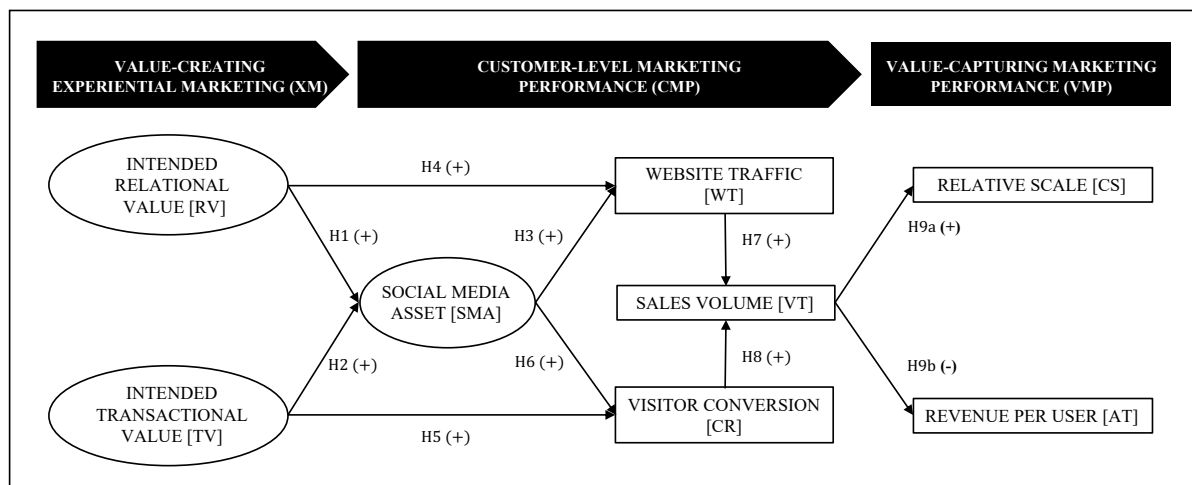 VALUE-CREATING
EXPERIENTIAL MARKETING (XM)
CUSTOMER-LEVEL MARKETING
PERFORMANCE (CMP)
VALUE-CAPTURING MARKETING
PERFORMANCE (VMP)
INTENDED
RELATIONAL
VALUE [RV]
H4 (+)
WEBSITE TRAFFIC
[WT]
RELATIVE SCALE [CS]
H1 (+)
H3 (+)
H7 (+)
H9a (+)
SOCIAL MEDIA
ASSET [SMA]
SALES VOLUME [VT]
H2 (+)
H6 (+)
H8 (+)
H9b (-)
INTENDED
TRANSACTIONAL
VALUE [TV]
H5 (+)
VISITOR CONVERSION
[CR]
REVENUE PER USER [AT]